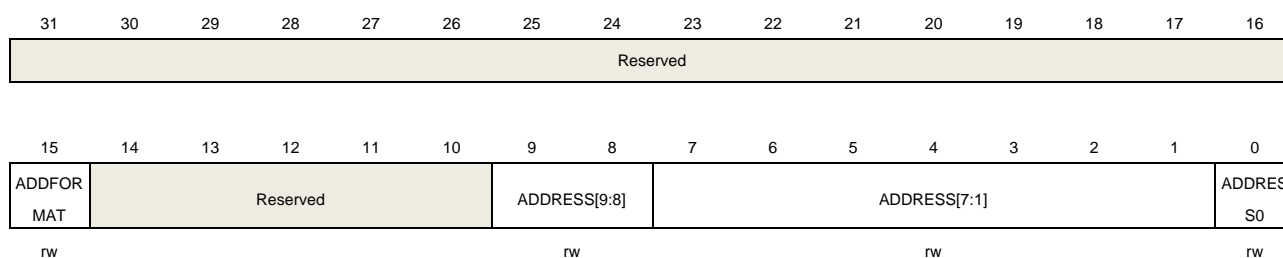 31 30 29 28 27 26 25 24 23 22 21 20 19 18 17 16
Reserved
15 14 13 12 11 10 9 8 7 6 5 4 3 2 1 0
ADDFOR
MAT
Reserved
ADDRESS[9:8]
ADDRESS[7:1]
ADDRES
S0
rw rw rw rw